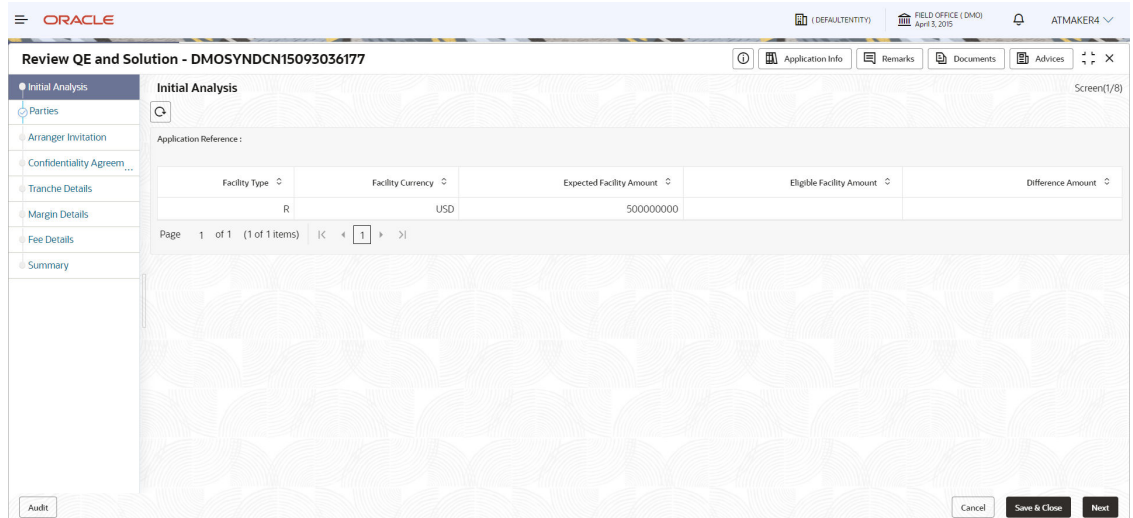 ORACLE
( DEFAULTENTITY)
FIELD OFFICE ( DMO)
April 3, 2015
ATMAKER4
Review QE and Solution - DMOSYNDCN15093036177
Application Info
Remarks
Documents
Advices
Initial Analysis
Parties
Arranger Invitation
Confidentiality Agreem...
Tranche Details
Margin Details
Fee Details
Summary
Initial Analysis
Screen(1/8)
Application Reference :
Facility Type Facility Currency Expected Facility Amount Eligible Facility Amount Difference Amount
R USD 500000000
Page 1 of 1 (1 of 1 items) 1
Audit
Cancel Save & Close Next